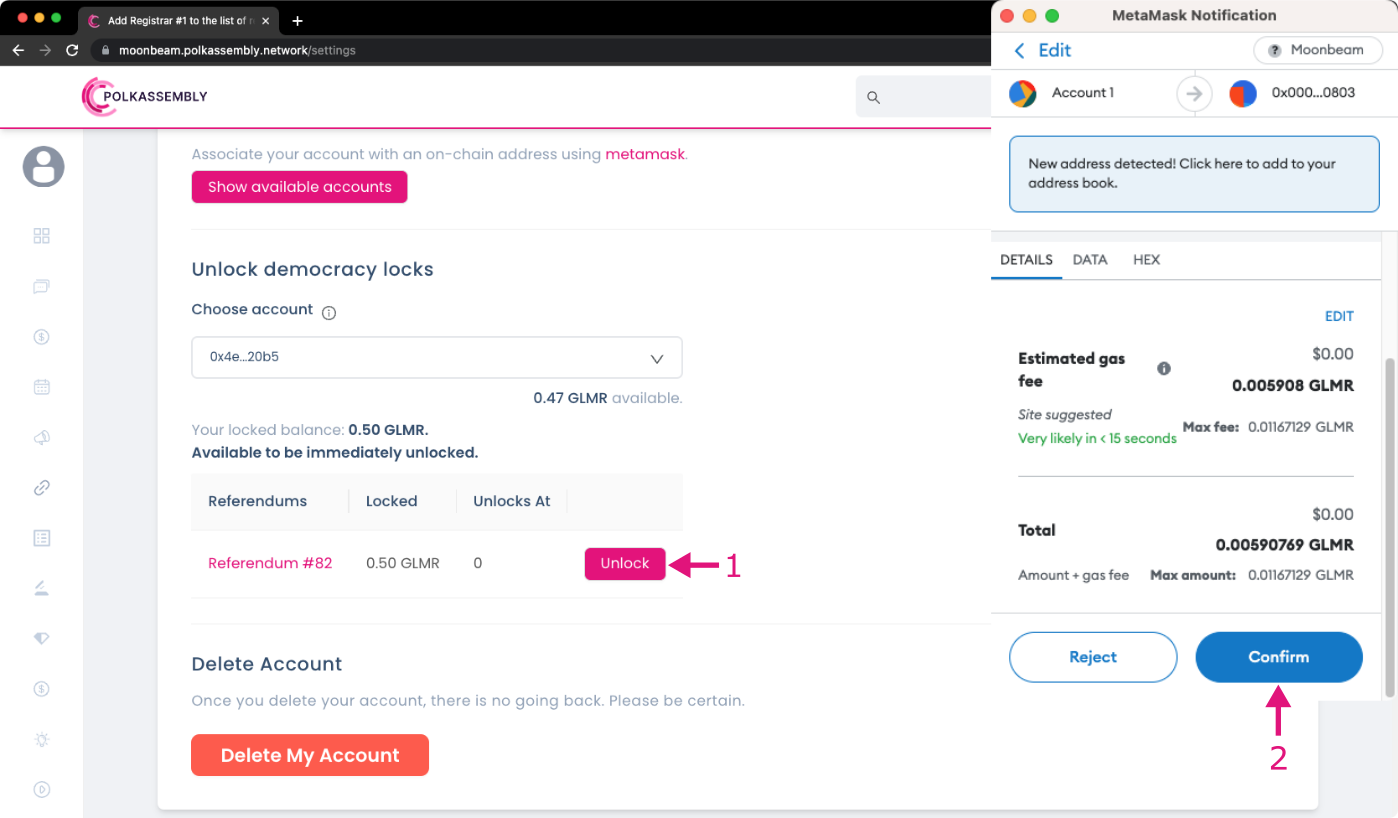 Add Registrar #1 to the list of
moonbeam.polkassembly.network/settings
POLKASSEMBLY
Associate your account with an on-chain address using metamask.
Show available accounts
Unlock democracy locks
Choose account
0x4e...20b5
0.47 GLMR available.
Your locked balance: 0.50 GLMR.
Available to be immediately unlocked.
Referendums Locked Unlocks At
Referendum #82 0.50 GLMR 0 Unlock 1
Delete Account
Once you delete your account, there is no going back. Please be certain.
Delete My Account
MetaMask Notification
Edit ? Moonbeam
Account 1 0x000...0803
New address detected! Click here to add to your
address book.
DETAILS DATA HEX
EDIT
$0.00
Estimated gas
fee
0.005908 GLMR
Site suggested
Max fee: 0.01167129 GLMR
Very likely in < 15 seconds
$0.00
Total
0.00590769 GLMR
Amount + gas fee Max amount: 0.01167129 GLMR
Reject Confirm
2